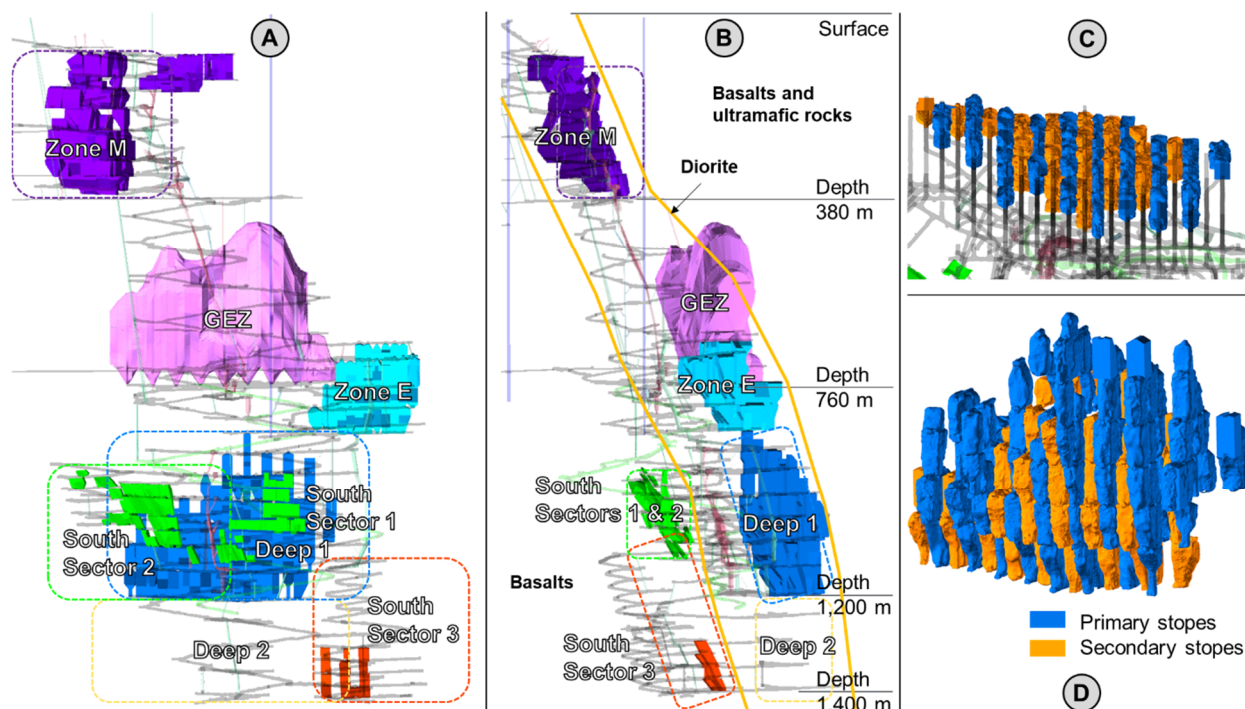 A
Zone M
GEZ
Zone E
South
Sector 1
South
Sector 2
Deep 1
South
Sector 3
Deep 2
B
Surface
Basalts and
ultramafic rocks
Zone M
Diorite
Depth
380 m
GEZ
Zone E
Depth
760 m
South
Sectors 1 & 2
Deep 1
Basalts
Depth
1,200 m
South
Sector 3
Deep 2
Depth
1,400 m
C
Primary stopes
Secondary stopes
D